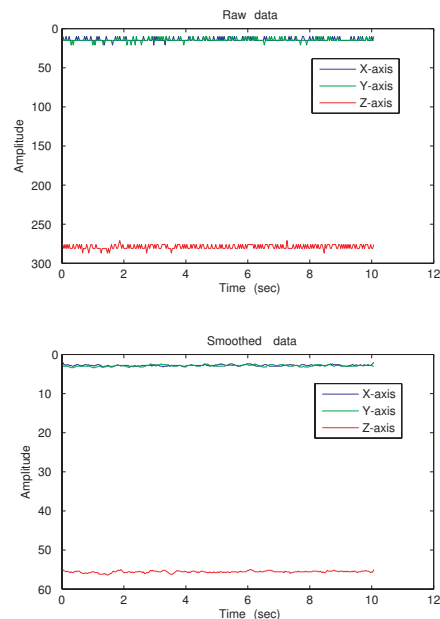 Raw data
0
50
100
150
200
250
300
Amplitude
X-axis
Y-axis
Z-axis
0 2 4 6 8 10 12
Time (sec)
Smoothed data
0
10
20
30
40
50
60
Amplitude
X-axis
Y-axis
Z-axis
0 2 4 6 8 10 12
Time (sec)